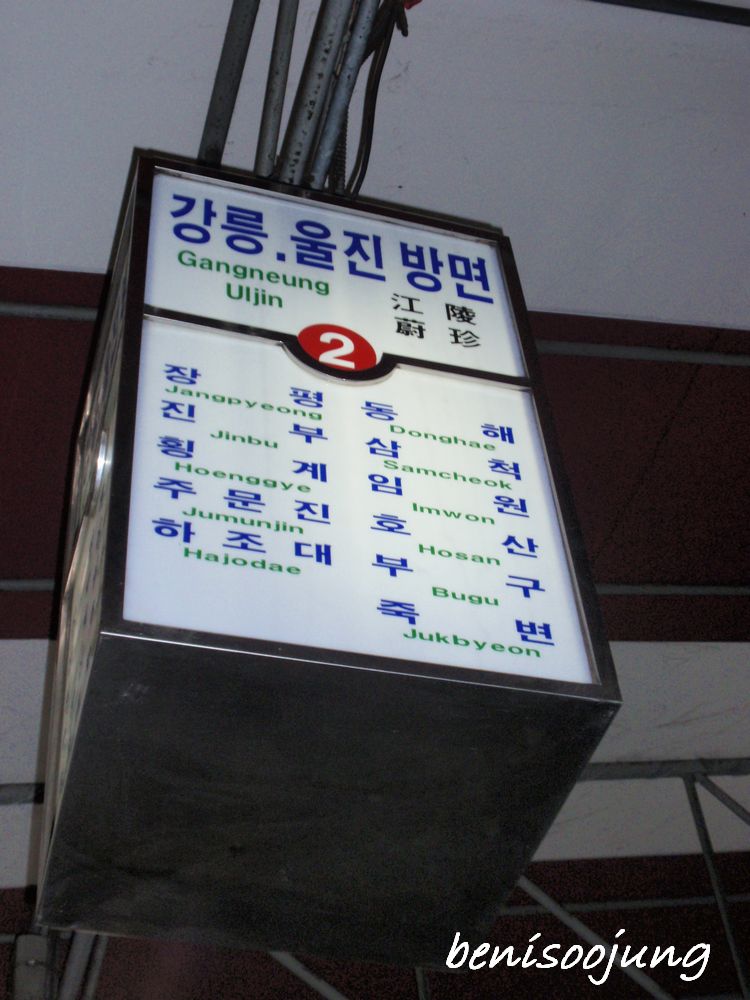 강릉.울진 방면
Gangneung
Uljin
江 陵
蔚 珍
2
장 평
Jangpyeong
진 부
Jinbu
횡 계
Hoenggye
주 문 진
Jumunjin
하 조 대
Hajodae
동 해
Donghae
삼 척
Samcheok
임 원
Imwon
호 산
Hosan
부 구
Bugu
죽 변
Jukbyeon
benisoojung